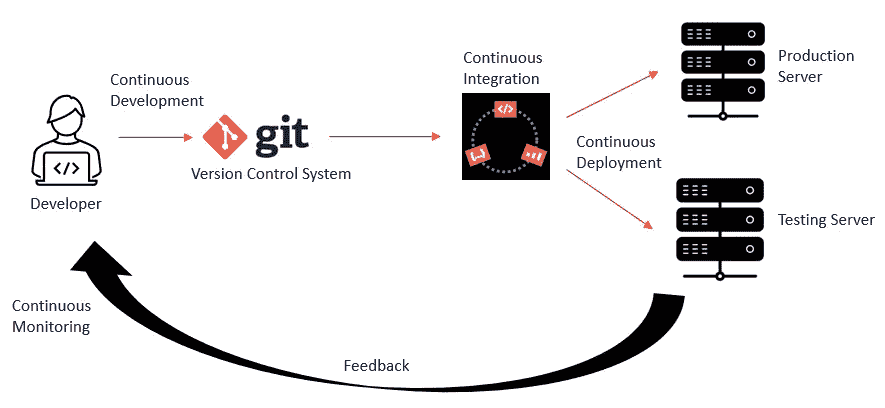 Continuous
Development
git
Version Control System
Developer
Continuous
Integration
Continuous
Deployment
Production
Server
Testing Server
Continuous
Monitoring
Feedback